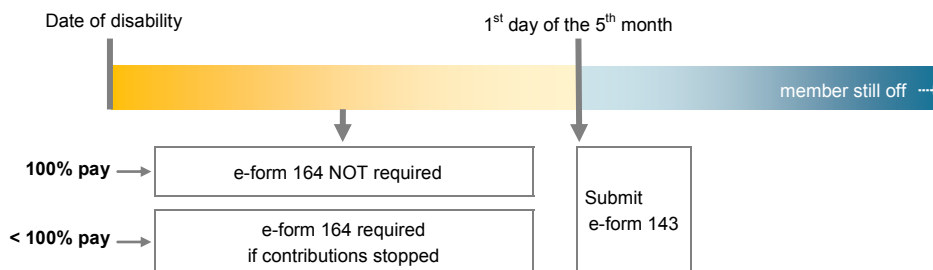 Date of disability
1st day of the 5th month
member still off
100% pay
e-form 164 NOT required
Submit
e-form 143
< 100% pay
e-form 164 required
if contributions stopped